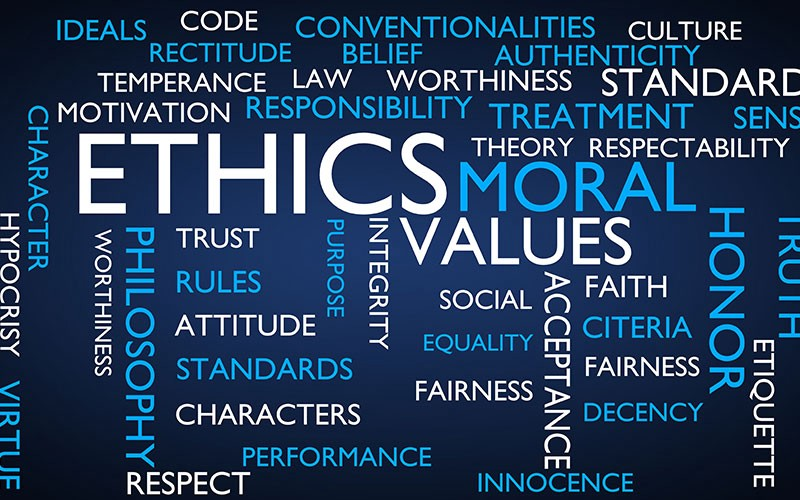 IDEALS
CODE
CONVENTIONALITIES
CULTURE
RECTITUDE
BELIEF
AUTHENTICITY
TEMPERANCE
LAW
WORTHINESS
STANDARD
MOTIVATION
RESPONSIBILITY
TREATMENT
SENS
CHARACTER
ETHICS
THEORY
RESPECTABILITY
MORAL
VALUES
HONOR
TRUTH
HYPOCRISY
WORTHINESS
PHILOSOPHY
TRUST
PURPOSE
INTEGRITY
RULES
ATTITUDE
STANDARDS
CHARACTERS
SOCIAL
ACCEPTANCE
FAITH
EQUALITY
CITERIA
FAIRNESS
FAIRNESS
DECENCY
ETIQUETTE
VIRTUE
PERFORMANCE
RESPECT
INNOCENCE